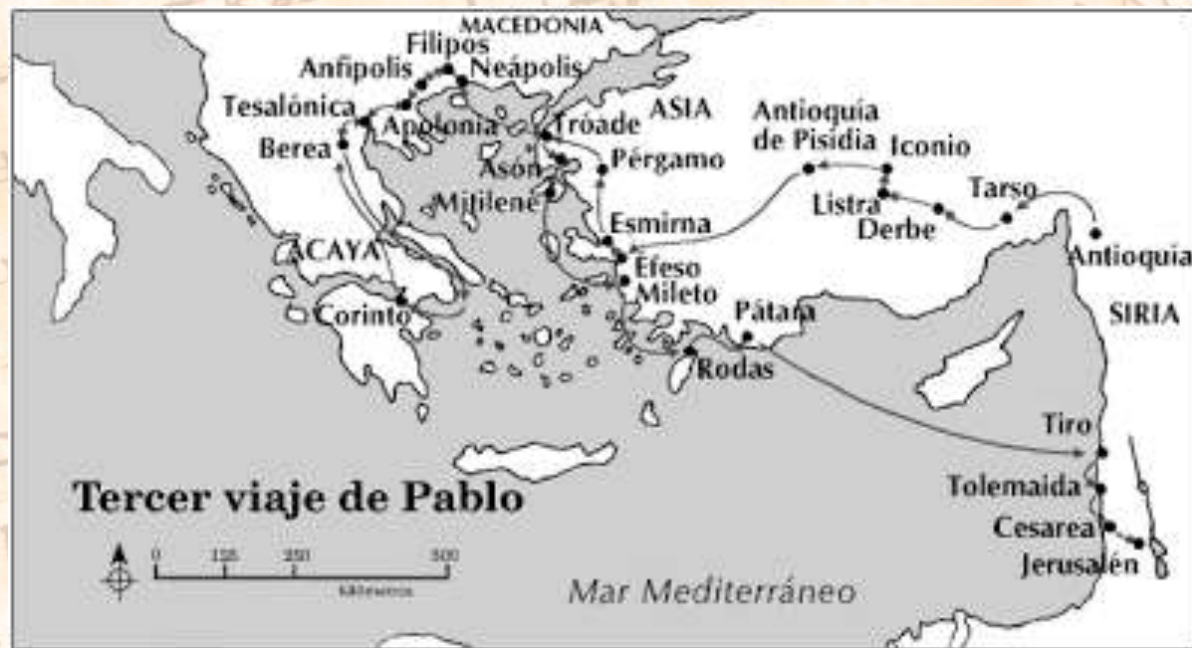 MACEDONIA
Filipos
Anfípolis
Neápolis
Tesalónica
Apolonia
Tróade
ASIA
Antioquía
de Pisidia
Iconio
Berea
Asón
Pérgamo
Mitilene
Listra
Derbe
Tarso
Esmirna
ACAYA
Efeso
Mileto
Antioquía
Corinto
Pátara
SIRIA
Rodas
Tiro
Tercer viaje de Pablo
Tolemaida
Cesarea
Jerusalén
0 125 250 500
kilómetros
Mar Mediterráneo